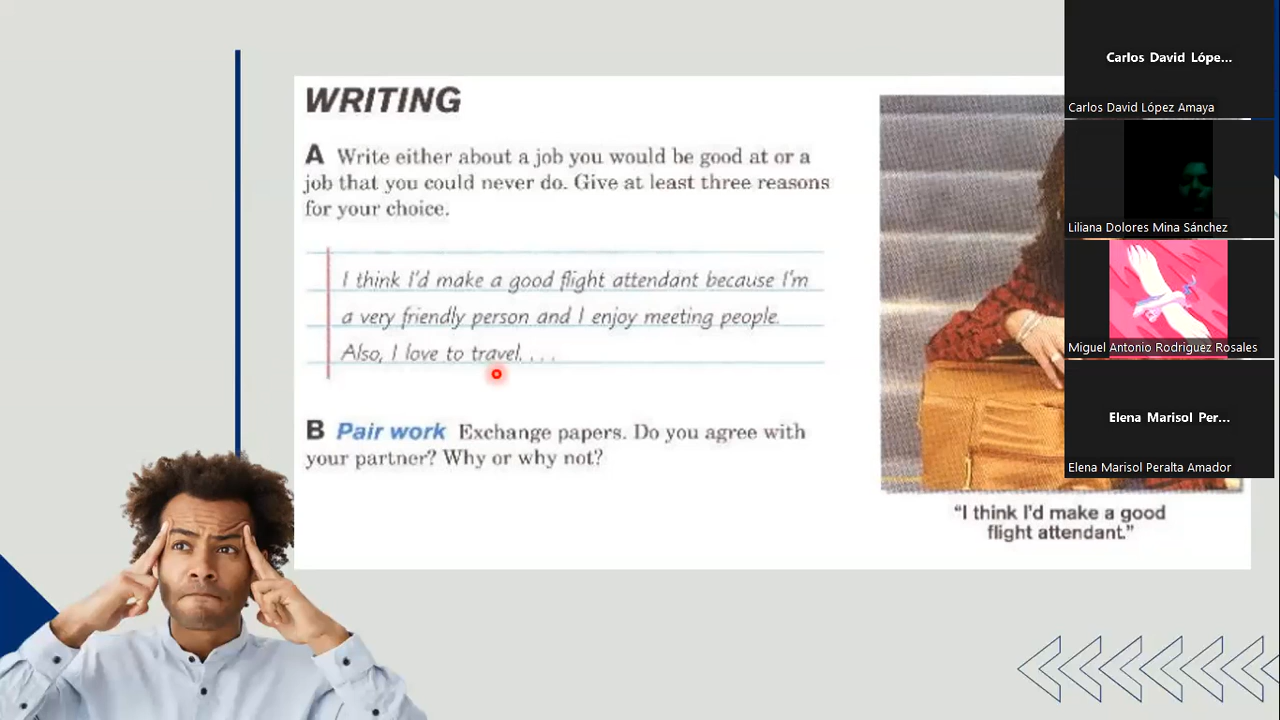 WRITING
A Write either about a job you would be good at or a
job that you could never do. Give at least three reasons
for your choice.
I think I'd make a good flight attendant because I'm
a very friendly person and I enjoy meeting people.
Also, I love to travel. . . .
B Pair work Exchange papers. Do you agree with
your partner? Why or why not?
"I think I'd make a good
flight attendant."
Carlos David Lópe...
Carlos David López Amaya
Liliana Dolores Mina Sánchez
Miguel Antonio Rodriguez Rosales
Elena Marisol Per...
Elena Marisol Peralta Amador